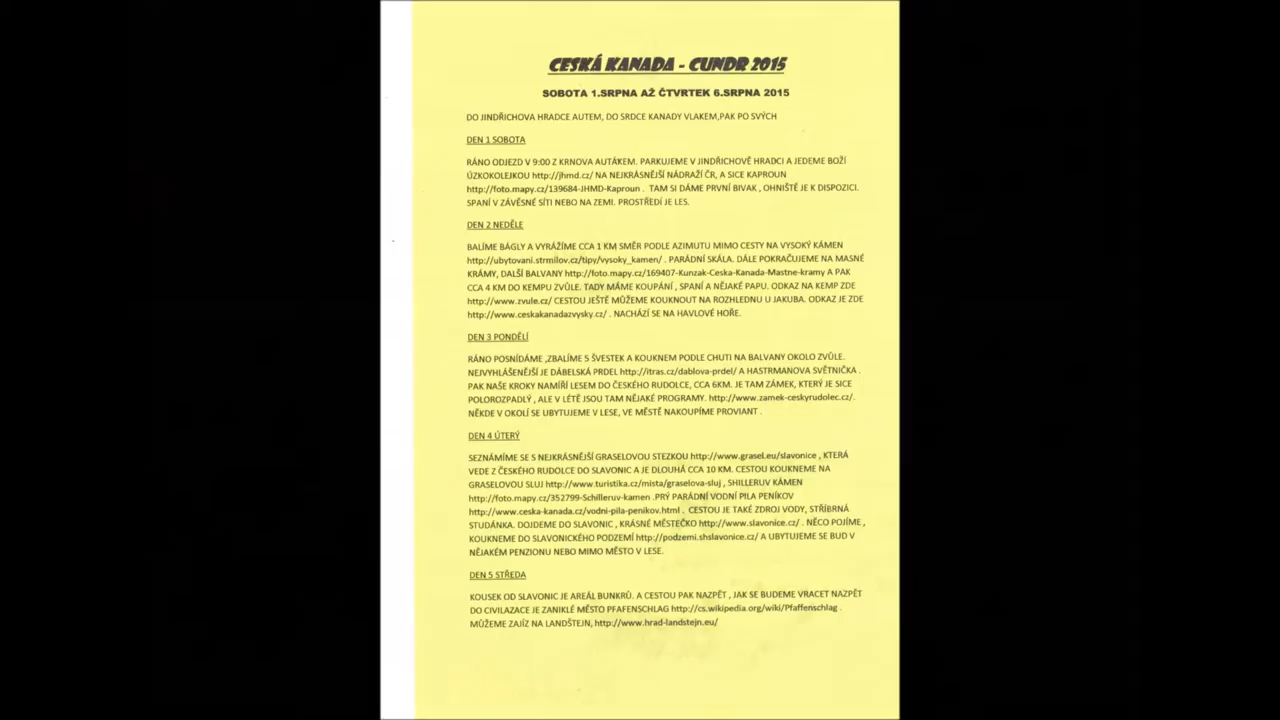 ČESKÁ KANADA - CUNDR 2015
SOBOTA 1.SRPNA AŽ ČTVRTEK 6.SRPNA 2015
DO JINDŘICHOVA HRADCE AUTEM, DO SRDCE KANADY VLAKEM,PAK PO SVÝCH
DEN 1 SOBOTA
RÁNO ODJEZD V 9:00 Z KRNOVA AUTÁKEM. PARKUJEME V JINDŘICHOVĚ HRADCI A JEDEME BOŽÍ
ÚZKOKOLEJKOU http://jhmd.cz/ NA NEJKRÁSNĚJŠÍ NÁDRAŽÍ ČR, A SICE KAPROUN
http://foto.mapy.cz/139684-JHMD-Kaproun . TAM SI DÁME PRVNÍ BIVAK , OHNIŠTĚ JE K DISPOZICI.
SPANÍ V ZÁVĚSNÉ SÍTI NEBO NA ZEMI. PROSTŘEDÍ JE LES.
DEN 2 NEDĚLE
BALÍME BÁGLY A VYRÁŽÍME CCA 1 KM SMĚR PODLE AZIMUTU MIMO CESTY NA VYSOKÝ KÁMEN
http://ubytovani.strmilov.cz/tipy/vysoky_kamen/ . PARÁDNÍ SKÁLA. DÁLE POKRAČUJEME NA MASNÉ
KRÁMY, DALŠÍ BALVANY http://foto.mapy.cz/169407-Kunzak-Ceska-Kanada-Mastne-kramy A PAK
CCA 4 KM DO KEMPU ZVŮLE. TADY MÁME KOUPÁNÍ , SPANÍ A NĚJAKÉ PAPU. ODKAZ NA KEMP ZDE
http://www.zvule.cz/ CESTOU JEŠTĚ MŮŽEME KOUKNOUT NA ROZHLEDNU U JAKUBA. ODKAZ JE ZDE
http://www.ceskakanadazvysky.cz/ . NACHÁZÍ SE NA HAVLOVÉ HOŘE.
DEN 3 PONDĚLÍ
RÁNO POSNÍDÁME ,ZBALÍME 5 ŠVESTEK A KOUKNEM PODLE CHUTI NA BALVANY OKOLO ZVŮLE.
NEJVYHLÁŠENĚJŠÍ JE ĎÁBELSKÁ PRDEL http://itras.cz/dablova-prdel/ A HASTRMANOVA SVĚTNIČKA .
PAK NAŠE KROKY NAMÍŘÍ LESEM DO ČESKÉHO RUDOLCE, CCA 6KM. JE TAM ZÁMEK, KTERÝ JE SICE
POLOROZPADLÝ , ALE V LÉTĚ JSOU TAM NĚJAKÉ PROGRAMY. http://www.zamek-ceskyrudolec.cz/.
NĚKDE V OKOLÍ SE UBYTUJEME V LESE, VE MĚSTĚ NAKOUPÍME PROVIANT .
DEN 4 ÚTERÝ
SEZNÁMÍME SE S NEJKRÁSNĚJŠÍ GRASELOVOU STEZKOU http://www.grasel.eu/slavonice , KTERÁ
VEDE Z ČESKÉHO RUDOLCE DO SLAVONIC A JE DLOUHÁ CCA 10 KM. CESTOU KOUKNEME NA
GRASELOVOU SLUJ http://www.turistika.cz/mista/graselova-sluj , SHILLERUV KÁMEN
http://foto.mapy.cz/352799-Schilleruv-kamen .PRÝ PARÁDNÍ VODNÍ PILA PENÍKOV
http://www.ceska-kanada.cz/vodni-pila-penikov.html . CESTOU JE TAKÉ ZDROJ VODY, STŘÍBRNÁ
STUDÁNKA. DOJDEME DO SLAVONIC , KRÁSNÉ MĚSTEČKO http://www.slavonice.cz/ . NĚCO POJÍME ,
KOUKNEME DO SLAVONICKÉHO PODZEMÍ http://podzemi.shslavonice.cz/ A UBYTUJEME SE BUD V
NĚJAKÉM PENZIONU NEBO MIMO MĚSTO V LESE.
DEN 5 STŘEDA
KOUSEK OD SLAVONIC JE AREÁL BUNKRŮ. A CESTOU PAK NAZPĚT , JAK SE BUDEME VRACET NAZPĚT
DO CIVILAZACE JE ZANIKLÉ MĚSTO PFAFENSCHLAG http://cs.wikipedia.org/wiki/Pfaffenschlag .
MŮŽEME ZAJÍZ NA LANDŠTEJN, http://www.hrad-landstejn.eu/